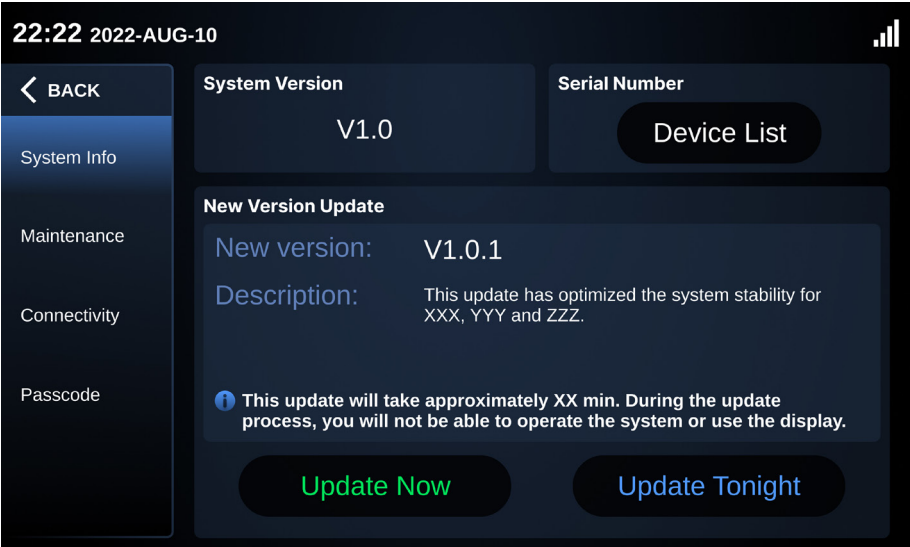 22:22 2022-AUG-10
BACK
System Info
Maintenance
Connectivity
Passcode
System Version
V1.0
Serial Number
Device List
New Version Update
New version: V1.0.1
Description: This update has optimized the system stability for
XXX, YYY and ZZZ.
This update will take approximately XX min. During the update
process, you will not be able to operate the system or use the display.
Update Now
Update Tonight